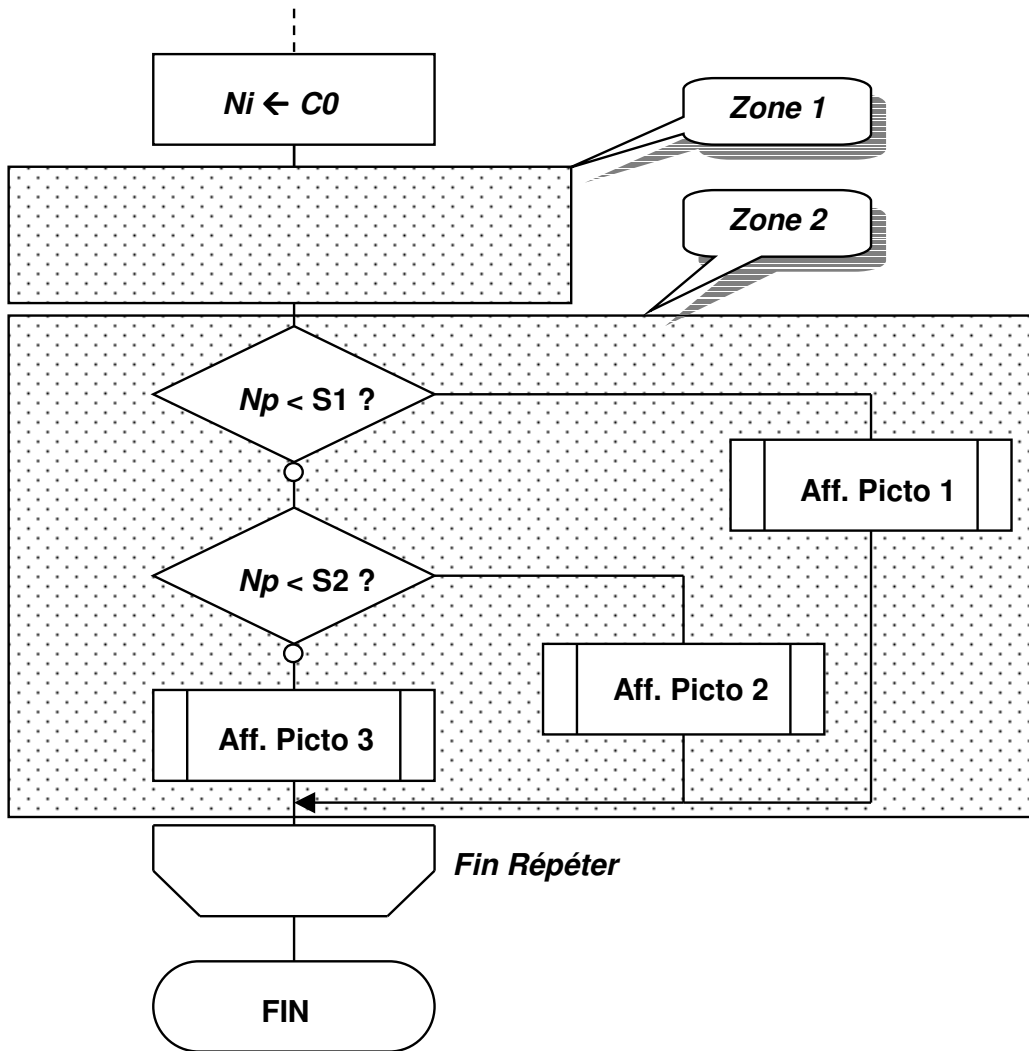 Ni ← C0
Zone 1
Zone 2
Np < S1 ?
Aff. Picto 1
Np < S2 ?
Aff. Picto 2
Aff. Picto 3
Fin Répéter
FIN